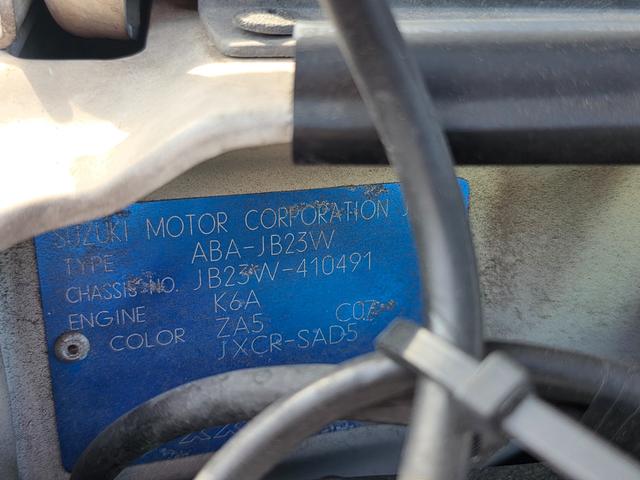 SUZUKI MOTOR CORPORATION J
TYPE ABA-JB23W
CHASSIS NO. JB23W-410491
ENGINE K6A
COLOR ZA5 C07
JXCR-SAD5